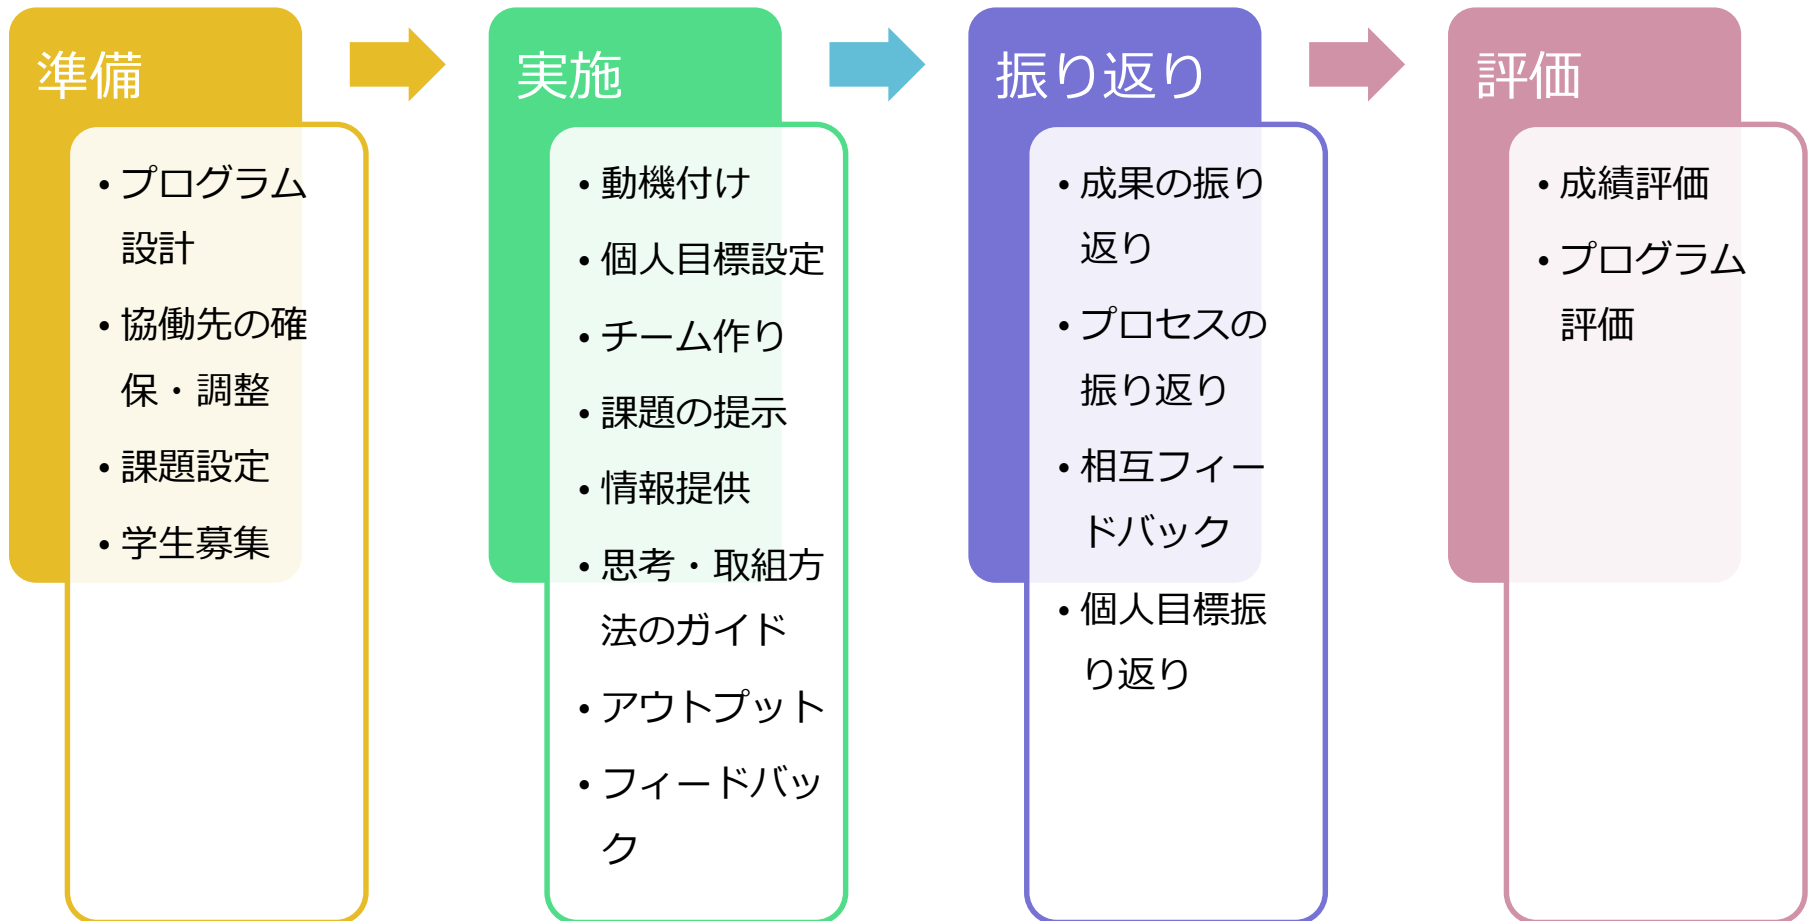 準備
・プログラム
設計
・協働先の確
保・調整
・課題設定
・学生募集
実施
・動機付け
・個人目標設定
・チーム作り
・課題の提示
・情報提供
・思考・取組方
法のガイド
・アウトプット
・フィードバッ
ク
振り返り
・成果の振り
返り
・プロセスの
振り返り
・相互フィー
ドバック
・個人目標振
り返り
評価
・成績評価
・プログラム
評価